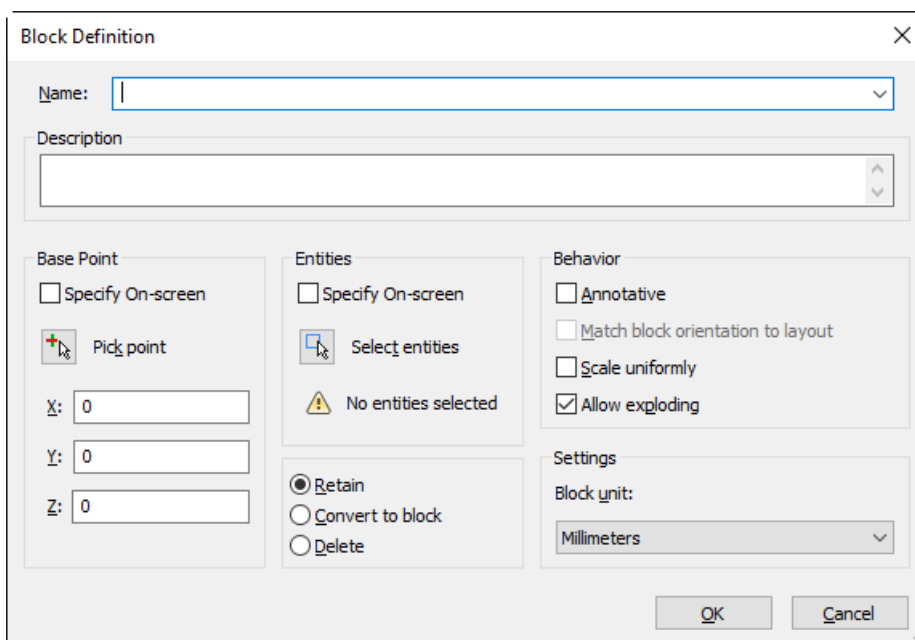 Block Definition
Name:
Description
Base Point
Specify On-screen
Pick point
X: 0
Y: 0
Z: 0
Entities
Specify On-screen
Select entities
No entities selected
Retain
Convert to block
Delete
Behavior
Annotative
Match block orientation to layout
Scale uniformly
Allow exploding
Settings
Block unit:
Millimeters
OK
Cancel